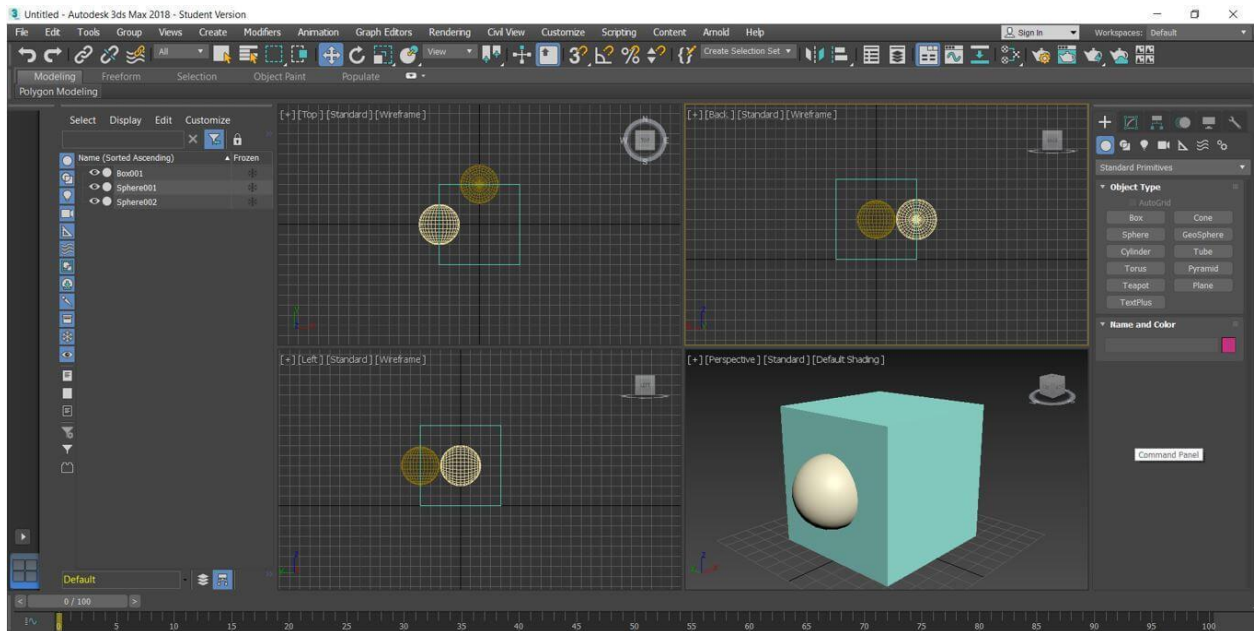 3 Untitled - Autodesk 3ds Max 2018 - Student Version
File Edit Tools Group Views Create Modifiers Animation Graph Editors Rendering Civil View Customize Scripting Content Arnold Help Sign In Workspaces: Default
All View 3 Create Selection Set
Modeling Freeform Selection Object Paint Populate
Polygon Modeling
Select Display Edit Customize
Name (Sorted Ascending) Frozen
Box001
Sphere001
Sphere002
[+] [Top ] [Standard ] [Wireframe ]
N
W E
S
[+] [Back ] [Standard ] [Wireframe ]
[+] [Left ] [Standard ] [Wireframe ]
[+] [Perspective ] [Standard ] [Default Shading ]
Standard Primitives
Object Type
AutoGrid
Box Cone
Sphere GeoSphere
Cylinder Tube
Torus Pyramid
Teapot Plane
TextPlus
Name and Color
Command Panel
Default
0 / 100
0 5 10 15 20 25 30 35 40 45 50 55 60 65 70 75 80 85 90 95 100